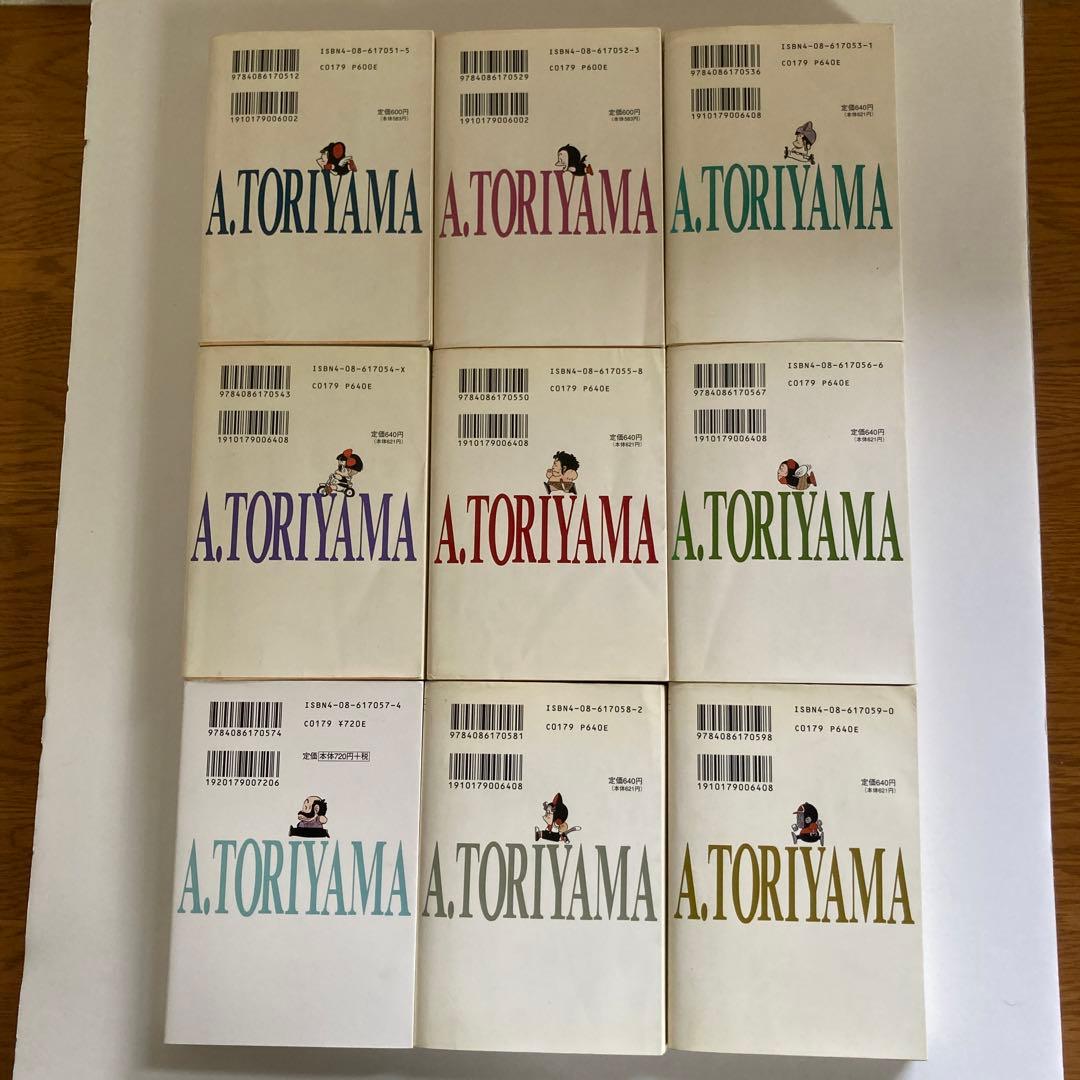 ISBN4-08-617051-5
9784086170512
C0179 P600E
1910179006002
定価600円
(本体583円)
A.TORIYAMA
ISBN4-08-617052-3
9784086170529
C0179 P600E
1910179006002
定価600円
(本体583円)
A.TORIYAMA
ISBN4-08-617053-1
9784086170536
C0179 P640E
1910179006408
定価640円
(本体621円)
A.TORIYAMA
ISBN4-08-617054-X
9784086170543
C0179 P640E
1910179006408
定価640円
(本体621円)
A.TORIYAMA
ISBN4-08-617055-8
9784086170550
C0179 P640E
1910179006408
定価640円
(本体621円)
A.TORIYAMA
ISBN4-08-617056-6
9784086170567
C0179 P640E
1910179006408
定価640円
(本体621円)
A.TORIYAMA
ISBN4-08-617057-4
9784086170574
C0179 ¥720E
定価 本体720円+税
1920179007206
A.TORIYAMA
ISBN4-08-617058-2
9784086170581
C0179 P640E
1910179006408
定価640円
(本体621円)
A.TORIYAMA
ISBN4-08-617059-0
9784086170598
C0179 P640E
1910179006408
定価640円
(本体621円)
A.TORIYAMA